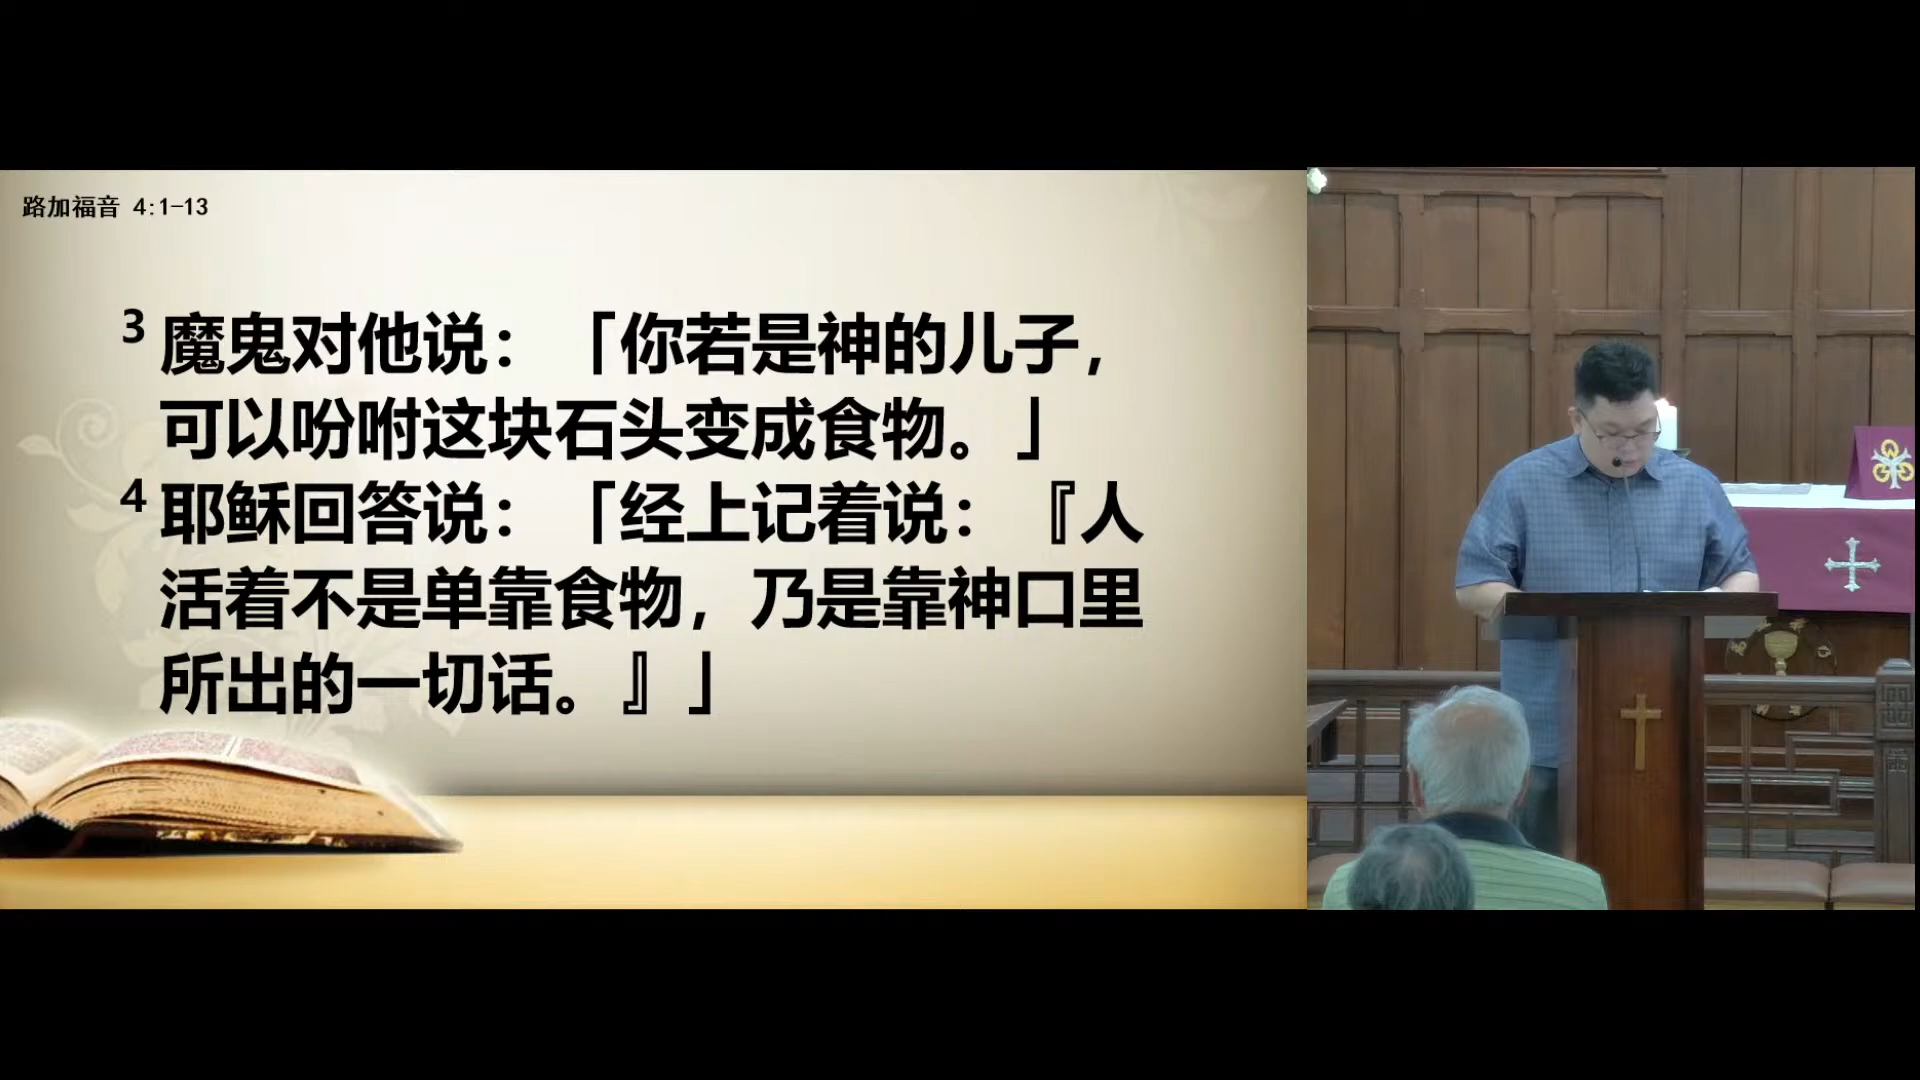 路加福音 4:1-13
3 魔鬼对他说：「你若是神的儿子，
可以吩咐这块石头变成食物。」
4 耶稣回答说：「经上记着说：『人
活着不是单靠食物，乃是靠神口里
所出的一切话。』」